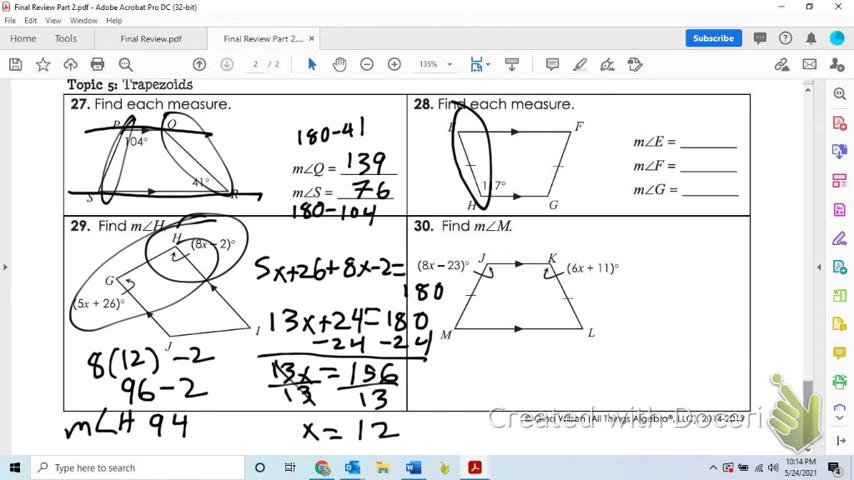 Final Review Part 2.pdf - Adobe Acrobat Pro DC (32-bit)
File Edit View Window Help
Home Tools Final Review.pdf Final Review Part 2.... × Subscribe
2 / 2 135%
Topic 5: Trapezoids
27. Find each measure.
P Q
104°
41°
S R
180-41
m∠Q = 139
m∠S = 76
180-104
28. Find each measure.
E F
117°
H G
m∠E =
m∠F =
m∠G =
29. Find m∠H.
H (8x – 2)°
G
(5x + 26)°
I
J
5x+26+8x-2=
180
13x+24=180
-24 -24
13x = 156
13 13
x = 12
8(12) -2
96-2
m∠H 94
30. Find m∠M.
(8x – 23)° J K (6x + 11)°
M L
© Gina Wilson (All Things Algebra®, LLC), 2014-2019
Created with Doceri
Type here to search
10:14 PM
5/24/2021
4